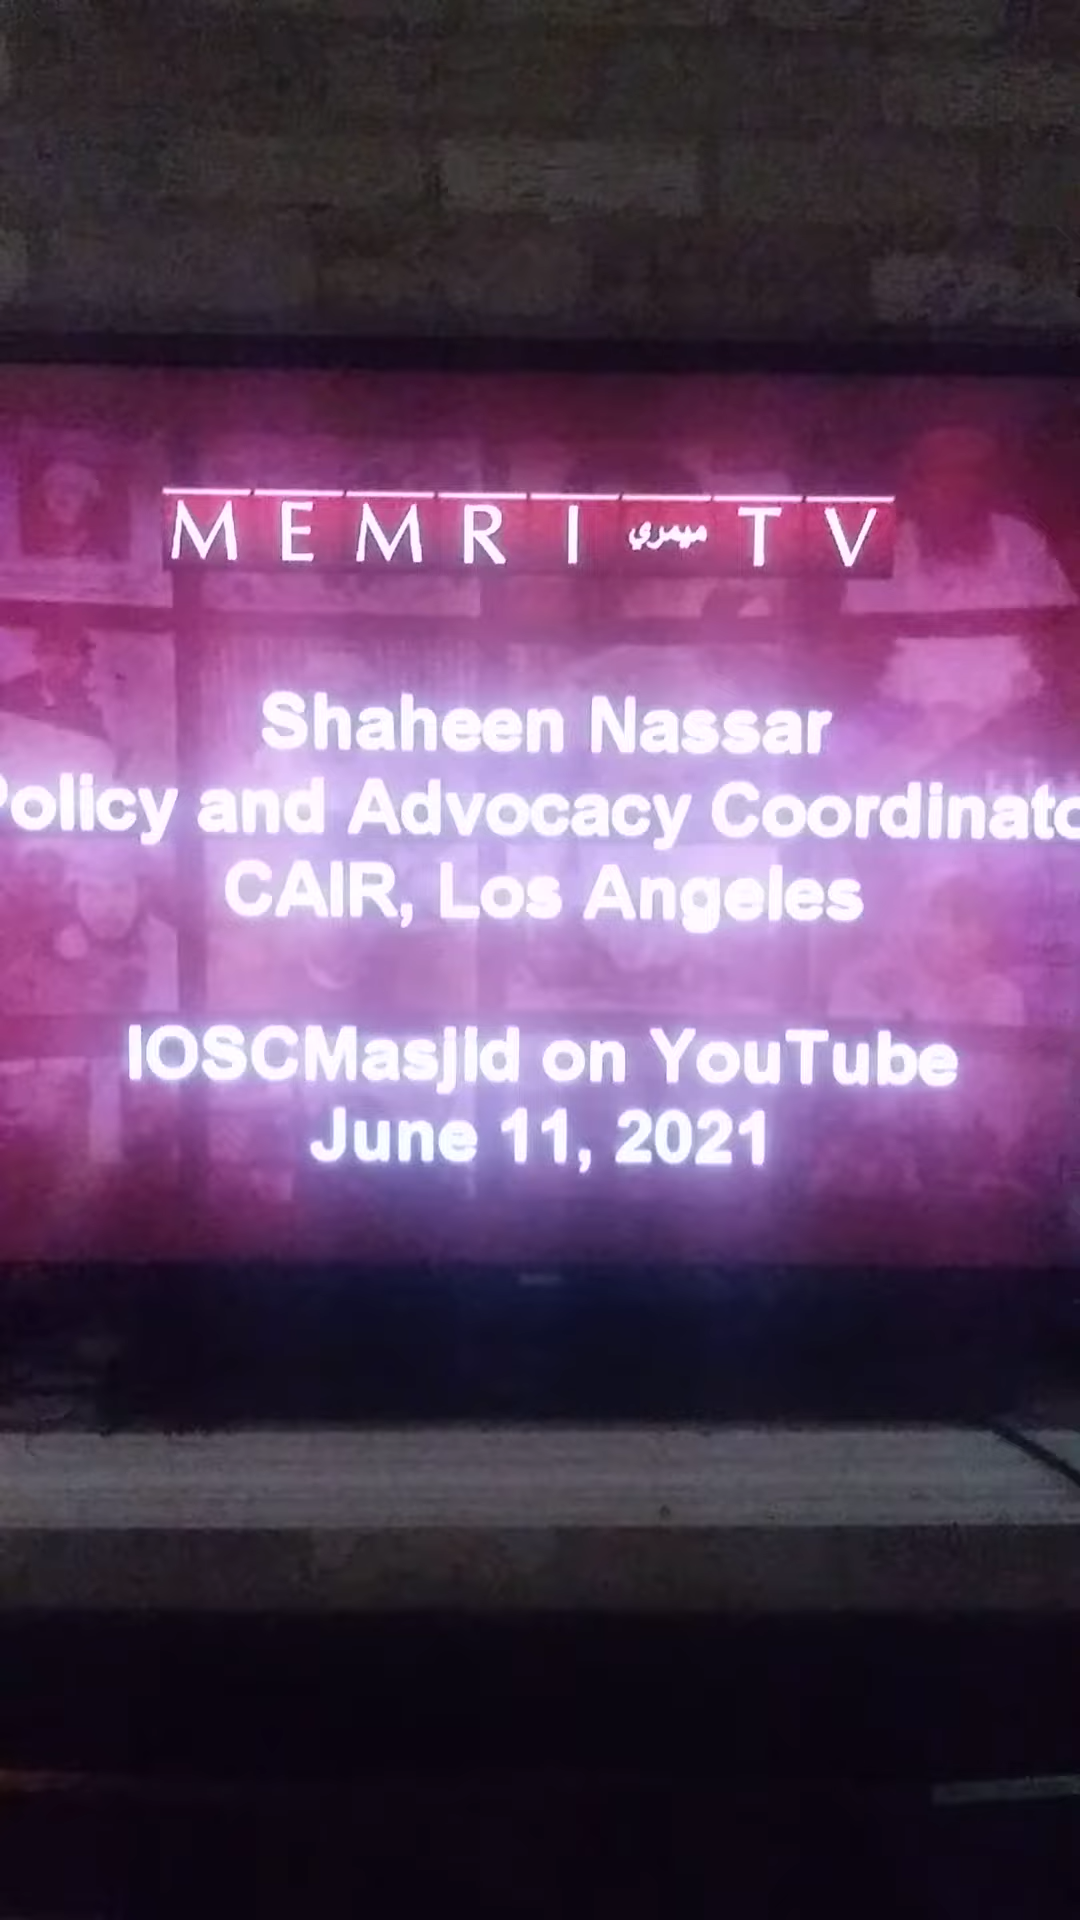 MEMRI ميمري TV
Shaheen Nassar
Policy and Advocacy Coordinato
CAIR, Los Angeles
IOSCMasjid on YouTube
June 11, 2021